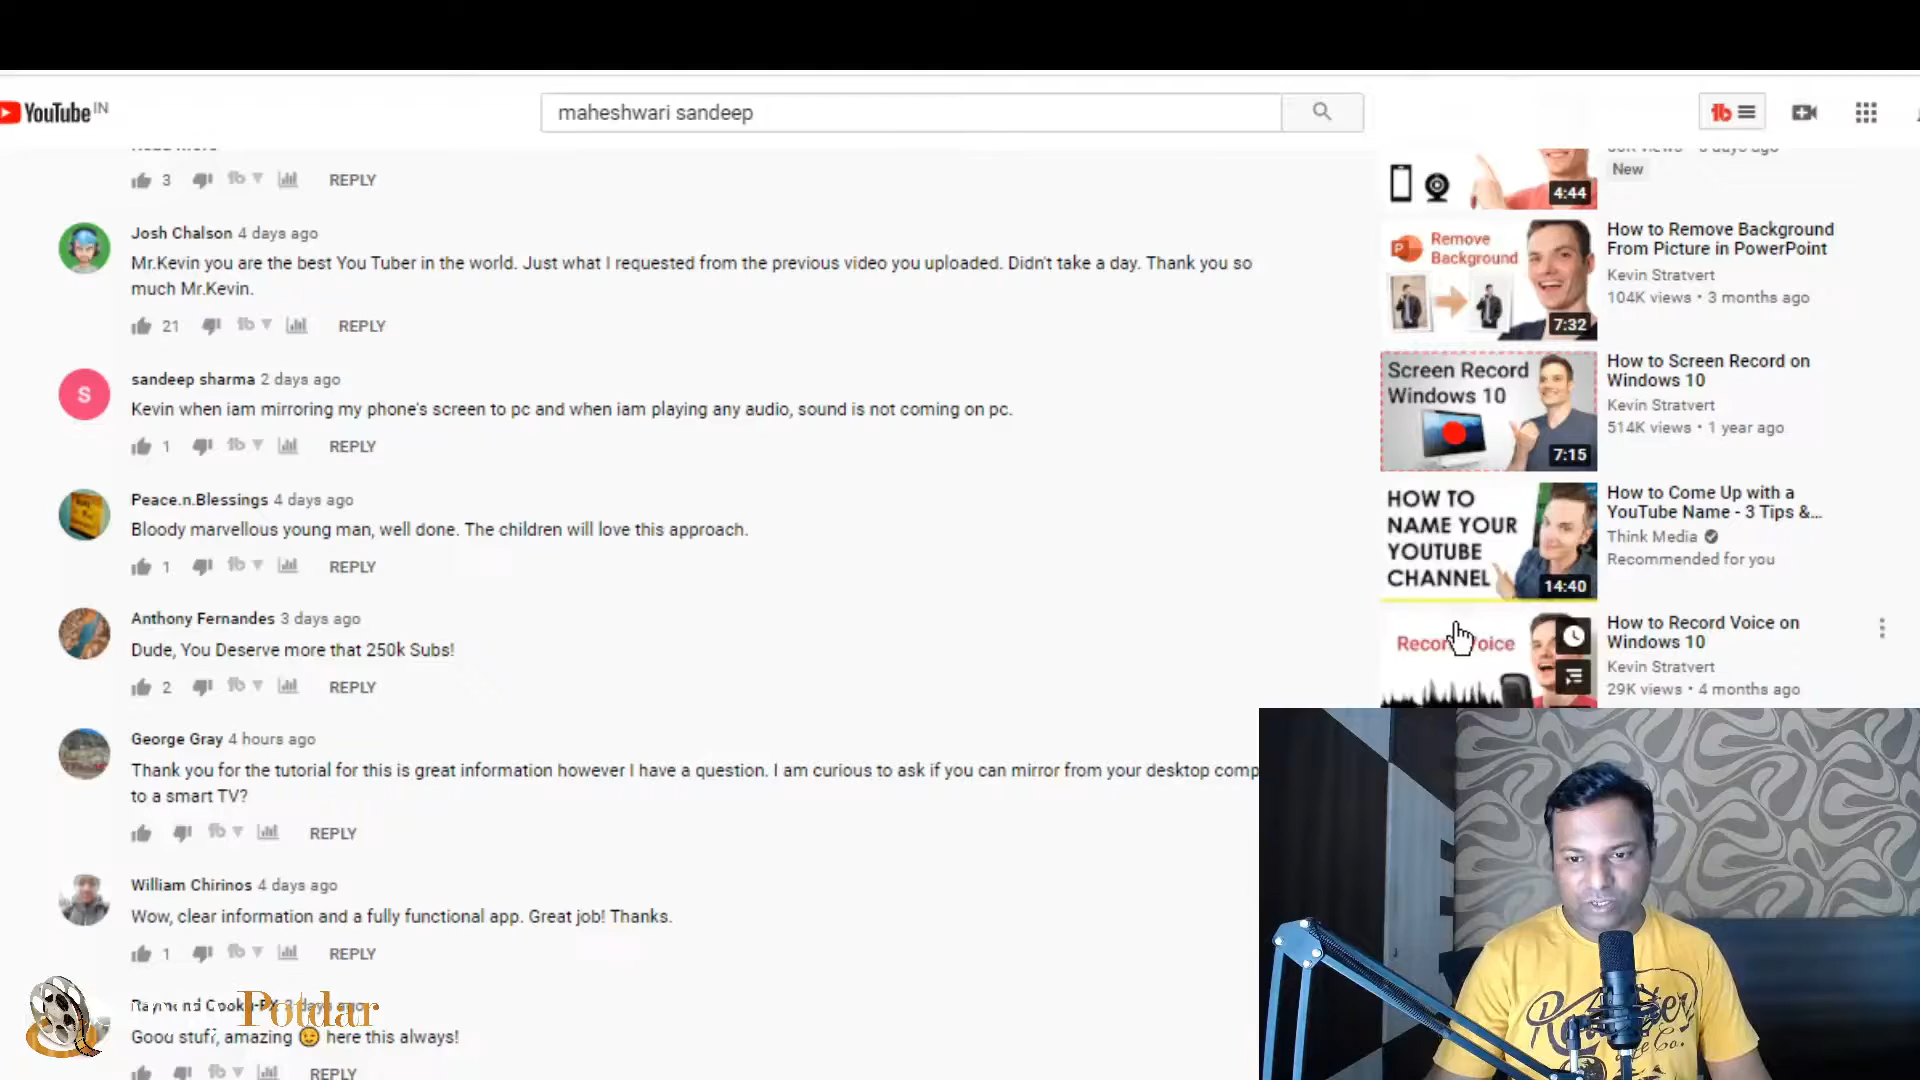 YouTube IN
maheshwari sandeep
3 REPLY
Josh Chalson 4 days ago
Mr.Kevin you are the best You Tuber in the world. Just what I requested from the previous video you uploaded. Didn't take a day. Thank you so
much Mr.Kevin.
21 REPLY
S
sandeep sharma 2 days ago
Kevin when iam mirroring my phone's screen to pc and when iam playing any audio, sound is not coming on pc.
1 REPLY
Peace.n.Blessings 4 days ago
Bloody marvellous young man, well done. The children will love this approach.
1 REPLY
Anthony Fernandes 3 days ago
Dude, You Deserve more that 250k Subs!
2 REPLY
George Gray 4 hours ago
Thank you for the tutorial for this is great information however I have a question. I am curious to ask if you can mirror from your desktop comp
to a smart TV?
REPLY
William Chirinos 4 days ago
Wow, clear information and a fully functional app. Great job! Thanks.
1 REPLY
Potdar
Good stuff, amazing here this always!
REPLY
4:44
New
Remove
Background
7:32
How to Remove Background
From Picture in PowerPoint
Kevin Stratvert
104K views • 3 months ago
Screen Record
Windows 10
7:15
How to Screen Record on
Windows 10
Kevin Stratvert
514K views • 1 year ago
HOW TO
NAME YOUR
YOUTUBE
CHANNEL
14:40
How to Come Up with a
YouTube Name - 3 Tips &...
Think Media
Recommended for you
How to Record Voice on
Windows 10
Kevin Stratvert
29K views • 4 months ago